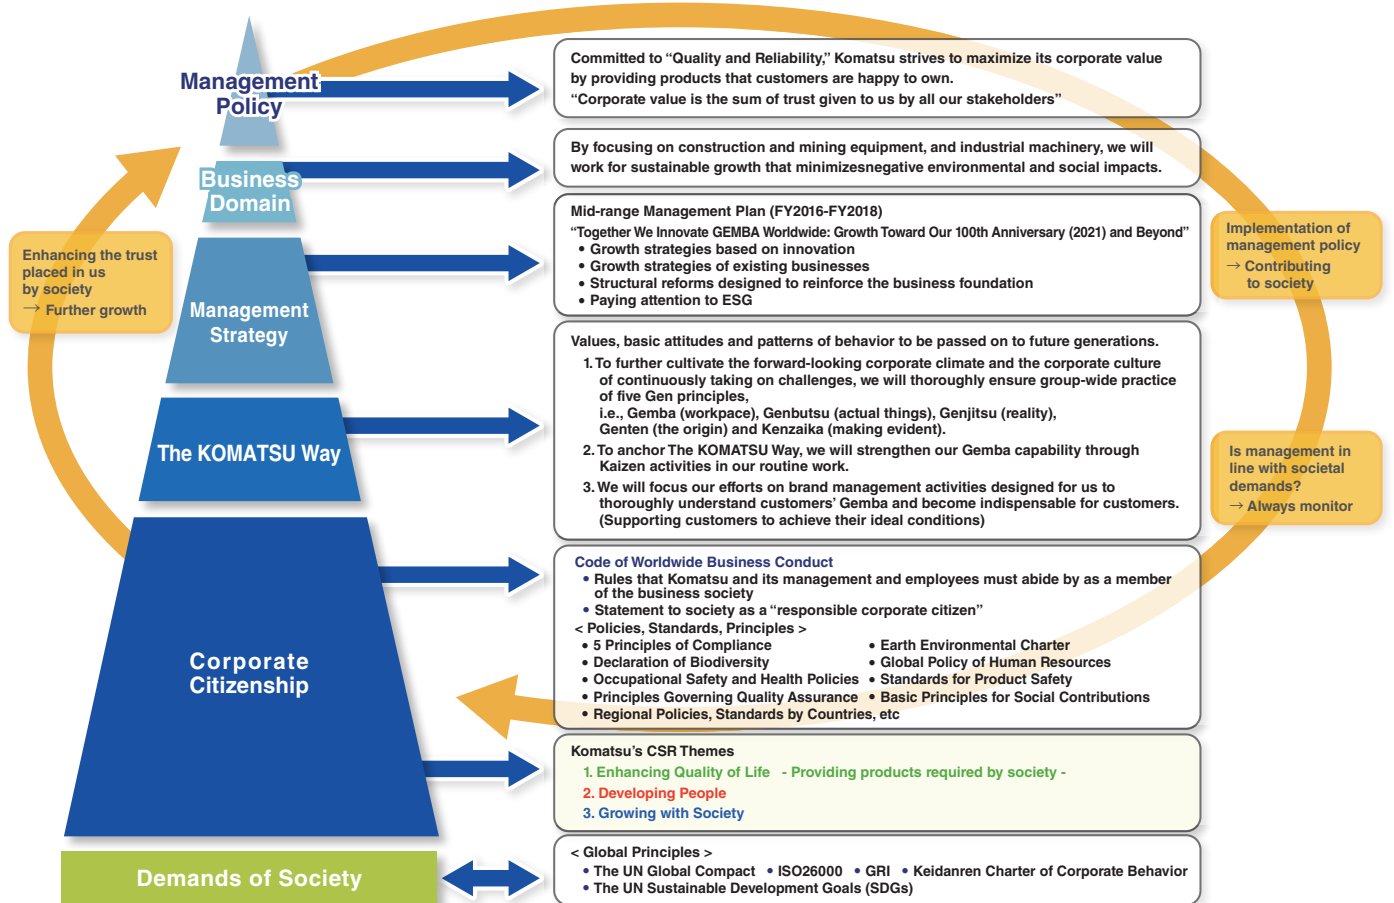 Management
Policy
Committed to “Quality and Reliability,” Komatsu strives to maximize its corporate value
by providing products that customers are happy to own.
“Corporate value is the sum of trust given to us by all our stakeholders”
Business
Domain
By focusing on construction and mining equipment, and industrial machinery, we will
work for sustainable growth that minimizesnegative environmental and social impacts.
Management
Strategy
Mid-range Management Plan (FY2016-FY2018)
“Together We Innovate GEMBA Worldwide: Growth Toward Our 100th Anniversary (2021) and Beyond”
• Growth strategies based on innovation
• Growth strategies of existing businesses
• Structural reforms designed to reinforce the business foundation
• Paying attention to ESG
Enhancing the trust
placed in us
by society
→ Further growth
Implementation of
management policy
→ Contributing
to society
The KOMATSU Way
Values, basic attitudes and patterns of behavior to be passed on to future generations.
1. To further cultivate the forward-looking corporate climate and the corporate culture
of continuously taking on challenges, we will thoroughly ensure group-wide practice
of five Gen principles,
i.e., Gemba (workpace), Genbutsu (actual things), Genjitsu (reality),
Genten (the origin) and Kenzaika (making evident).
2. To anchor The KOMATSU Way, we will strengthen our Gemba capability through
Kaizen activities in our routine work.
3. We will focus our efforts on brand management activities designed for us to
thoroughly understand customers’ Gemba and become indispensable for customers.
(Supporting customers to achieve their ideal conditions)
Is management in
line with societal
demands?
→ Always monitor
Corporate
Citizenship
Code of Worldwide Business Conduct
• Rules that Komatsu and its management and employees must abide by as a member
of the business society
• Statement to society as a “responsible corporate citizen”
< Policies, Standards, Principles >
• 5 Principles of Compliance • Earth Environmental Charter
• Declaration of Biodiversity • Global Policy of Human Resources
• Occupational Safety and Health Policies • Standards for Product Safety
• Principles Governing Quality Assurance • Basic Principles for Social Contributions
• Regional Policies, Standards by Countries, etc
Komatsu’s CSR Themes
1. Enhancing Quality of Life - Providing products required by society -
2. Developing People
3. Growing with Society
Demands of Society
< Global Principles >
• The UN Global Compact • ISO26000 • GRI • Keidanren Charter of Corporate Behavior
• The UN Sustainable Development Goals (SDGs)